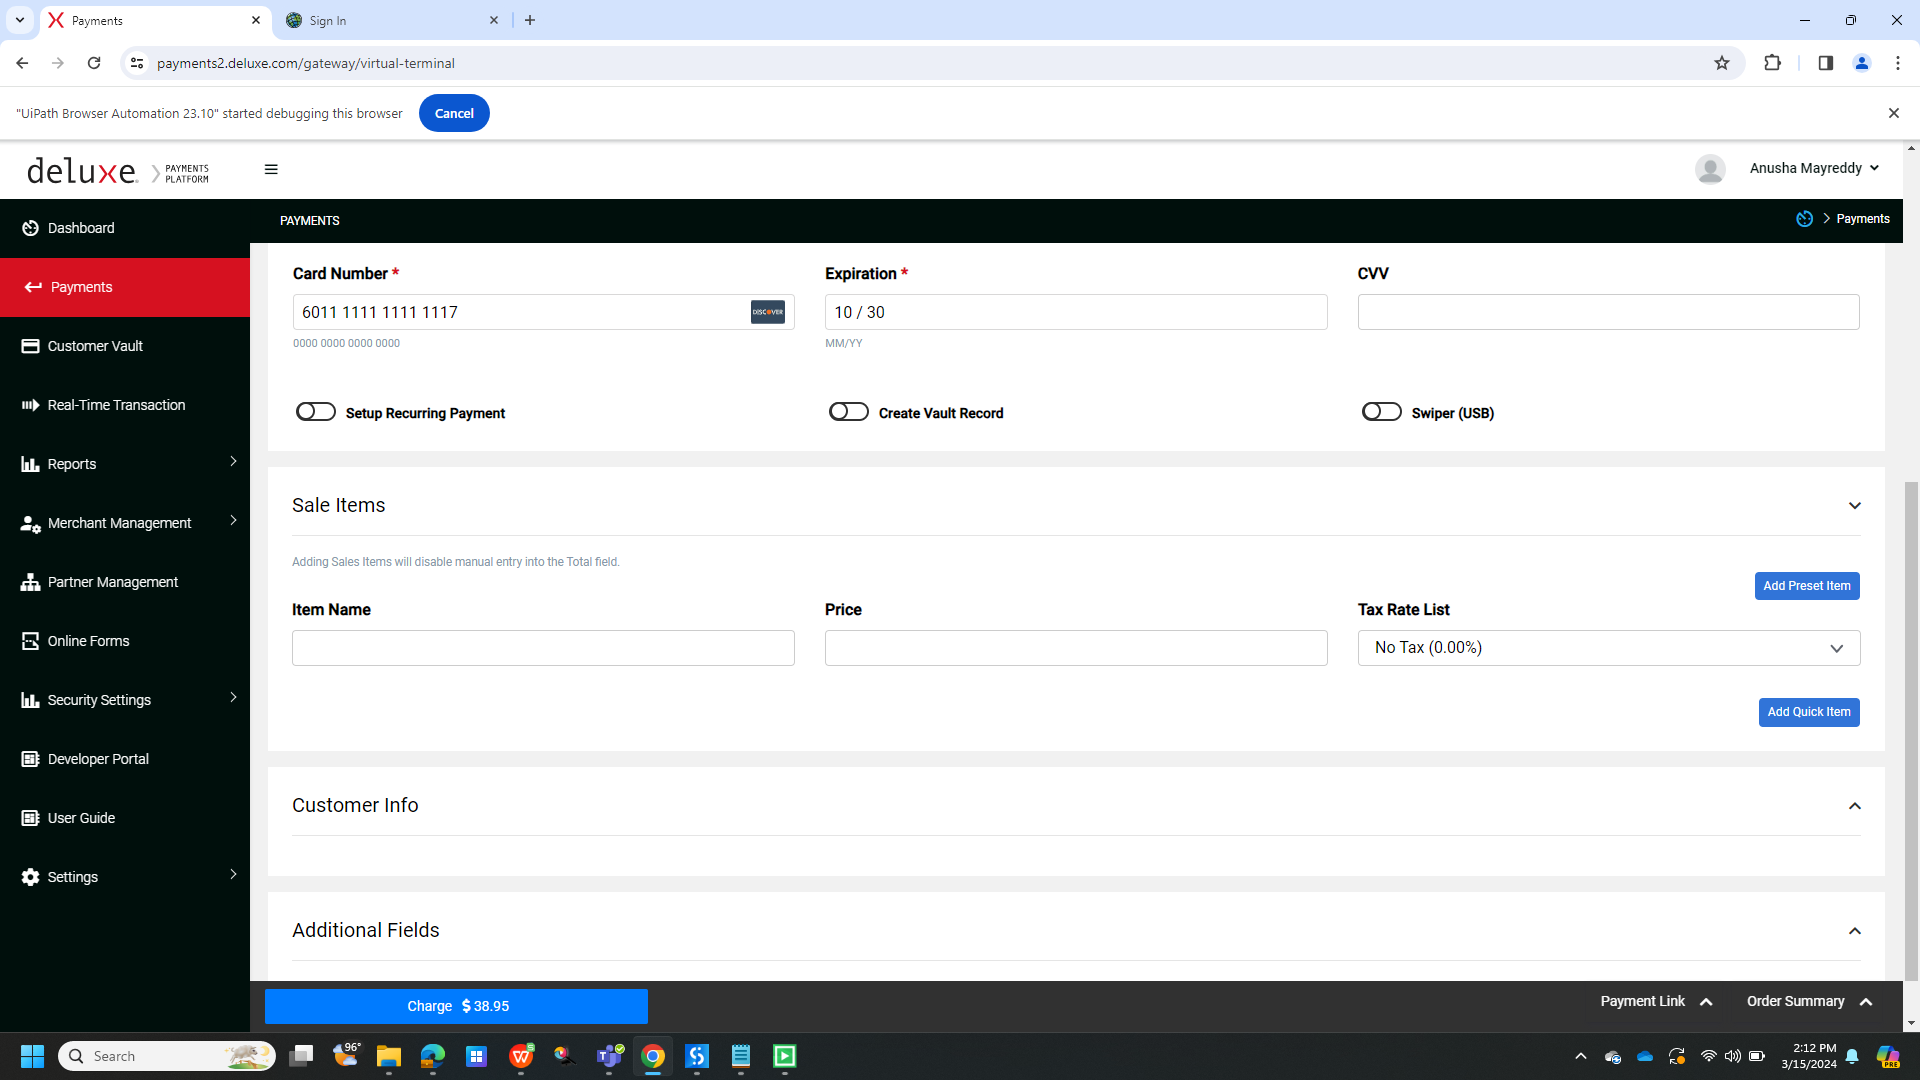 Payments
Sign In
payments2.deluxe.com/gateway/virtual-terminal
"UiPath Browser Automation 23.10" started debugging this browser
Cancel
deluxe.
PAYMENTS
PLATFORM
Anusha Mayreddy
Dashboard
PAYMENTS
Payments
Payments
Customer Vault
Real-Time Transaction
Reports
Merchant Management
Partner Management
Online Forms
Security Settings
Developer Portal
User Guide
Settings
Card Number *
Expiration *
CVV
6011 1111 1111 1117
DISCOVER
10 / 30
0000 0000 0000 0000
MM/YY
Setup Recurring Payment
Create Vault Record
Swiper (USB)
Sale Items
Adding Sales Items will disable manual entry into the Total field.
Add Preset Item
Item Name
Price
Tax Rate List
No Tax (0.00%)
Add Quick Item
Customer Info
Additional Fields
Charge $ 38.95
Payment Link
Order Summary
Search
96°
2:12 PM
3/15/2024
PRE